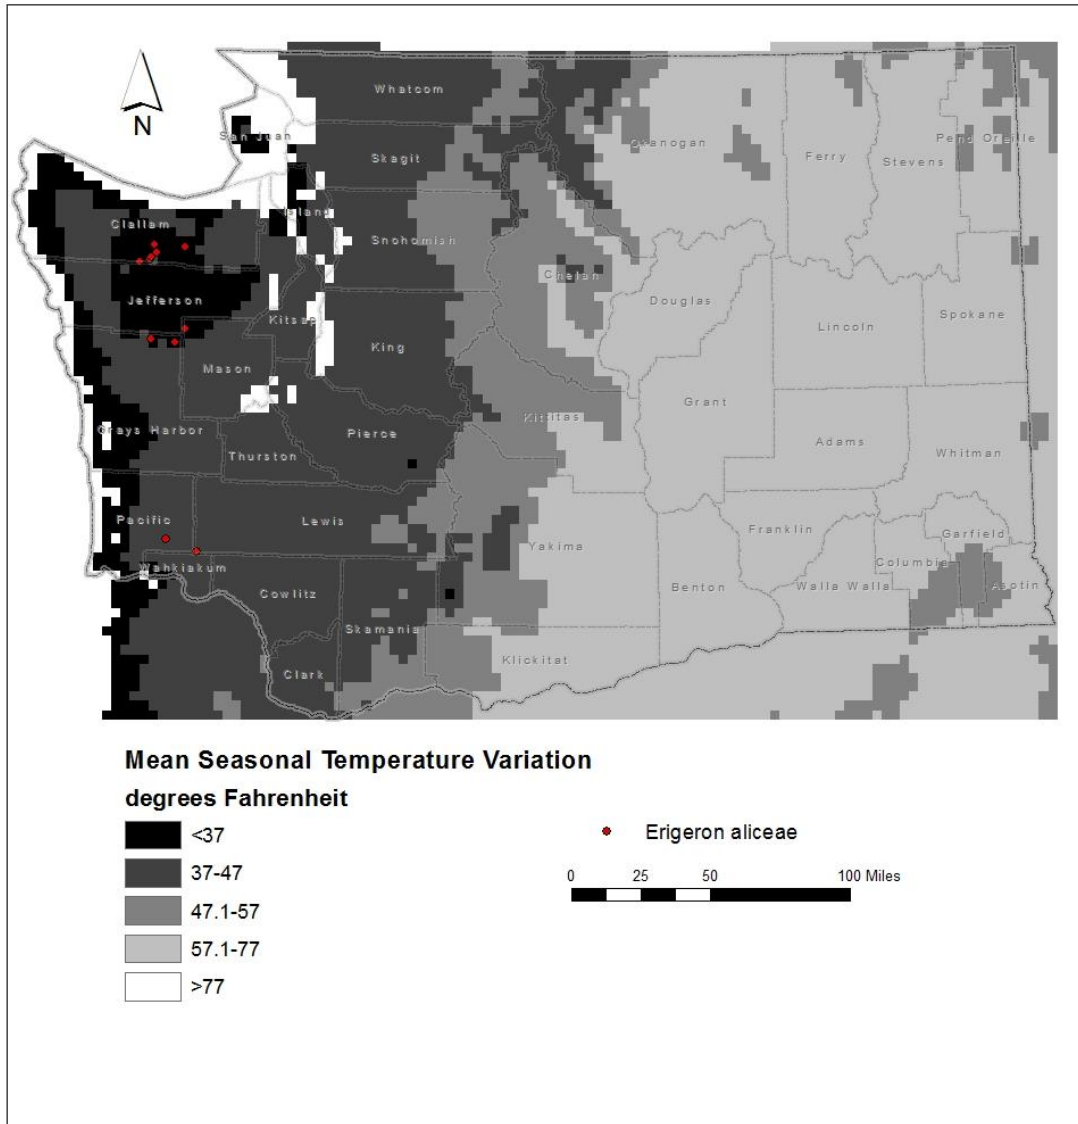 N
Whatcom
San Juan
Skagit
Okanogan
Ferry
Stevens
Pend Oreille
Island
Clallam
Snohomish
Chelan
Jefferson
Kitsap
Douglas
Lincoln
Spokane
King
Mason
Grant
Kittitas
Grays Harbor
Pierce
Adams
Thurston
Whitman
Pacific
Lewis
Franklin
Garfield
Yakima
Columbia
Wahkiakum
Benton
Walla Walla
Asotin
Cowlitz
Skamania
Klickitat
Clark
Mean Seasonal Temperature Variation
degrees Fahrenheit
<37
37-47
47.1-57
57.1-77
>77
Erigeron aliceae
0 25 50 100 Miles